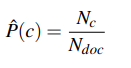 P̂(c) = N_c / N_doc